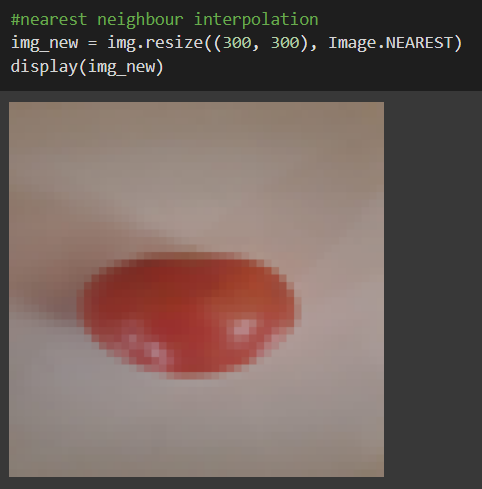 #nearest neighbour interpolation
img_new = img.resize((300, 300), Image.NEAREST)
display(img_new)